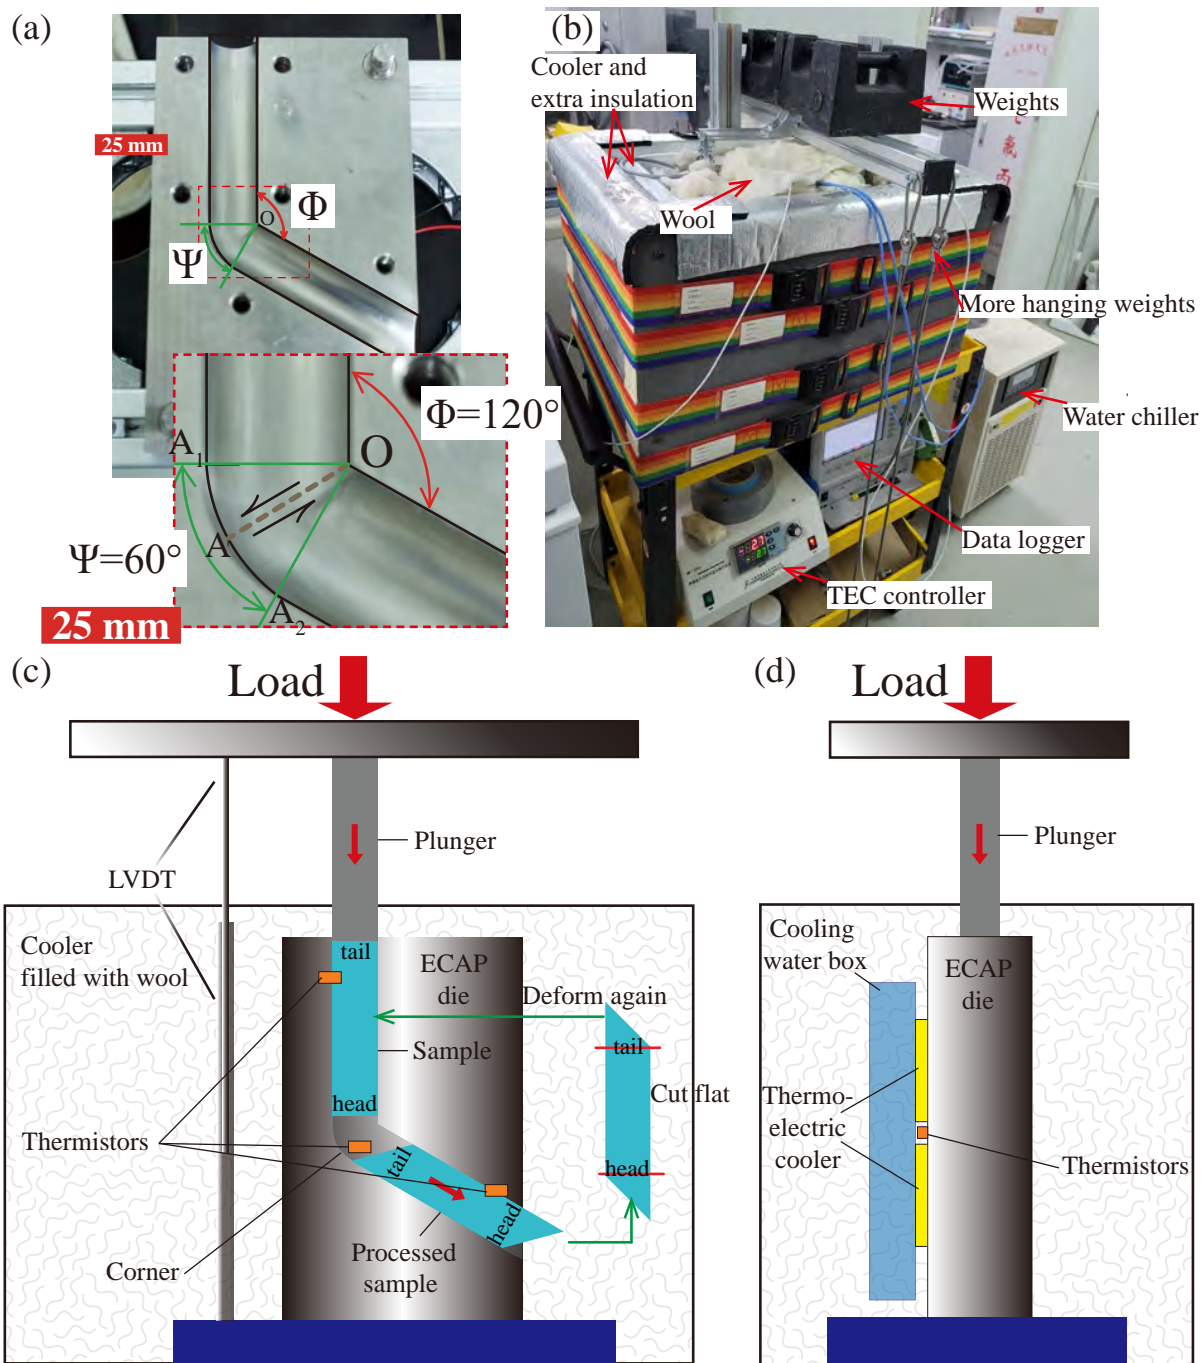 (a)
25 mm
O
Φ
Ψ
A1
O
Φ=120°
A
Ψ=60°
A2
25 mm
(b)
Cooler and
extra insulation
Weights
Wool
More hanging weights
Water chiller
Data logger
TEC controller
(c)
Load
Plunger
LVDT
Cooler
filled with wool
tail
ECAP
die
Deform again
Sample
tail
head
Cut flat
Thermistors
tail
head
head
Processed
sample
Corner
(d)
Load
Plunger
Cooling
water box
ECAP
die
Thermo-
electric
cooler
Thermistors